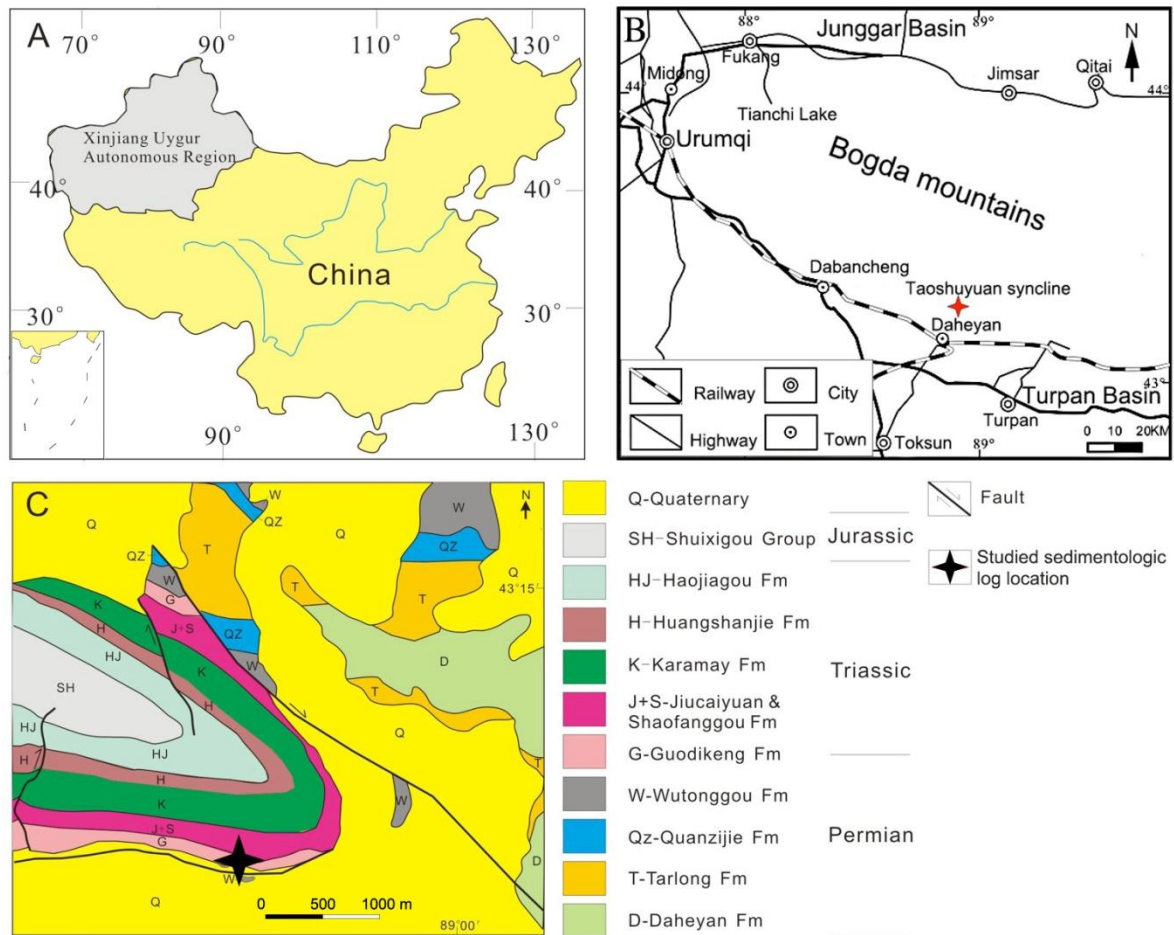 A
70° 90° 110° 130°
Xinjiang Uygur
Autonomous Region
40° 40°
China
30° 30°
90° 110° 130°
B
88° 89°
Junggar Basin
N
Fukang
Midong
Jimsar
Qitai
44° 44°
Tianchi Lake
Urumqi
Bogda mountains
Dabancheng
Taoshuyuan syncline
Daheyan
43°
Turpan Basin
Turpan
Toksun
89°
Railway
City
Highway
Town
0 10 20KM
C
N
W
QZ
Q
T
Q
W
QZ
Q
QZ
W
G
T
T
Q
43°15′
K
J+S
QZ
H
HJ
K
W
D
SH
H
T
Q
HJ
HJ
H
H
T
K
W
J+S
G
D
W
Q
0 500 1000 m
89°00′
Q-Quaternary
SH-Shuixigou Group
HJ-Haojiagou Fm
H-Huangshanjie Fm
K-Karamay Fm
J+S-Jiucaiyuan &
Shaofanggou Fm
G-Guodikeng Fm
W-Wutonggou Fm
Qz-Quanzijie Fm
T-Tarlong Fm
D-Daheyan Fm
Jurassic
Triassic
Permian
Fault
Studied sedimentologic
log location